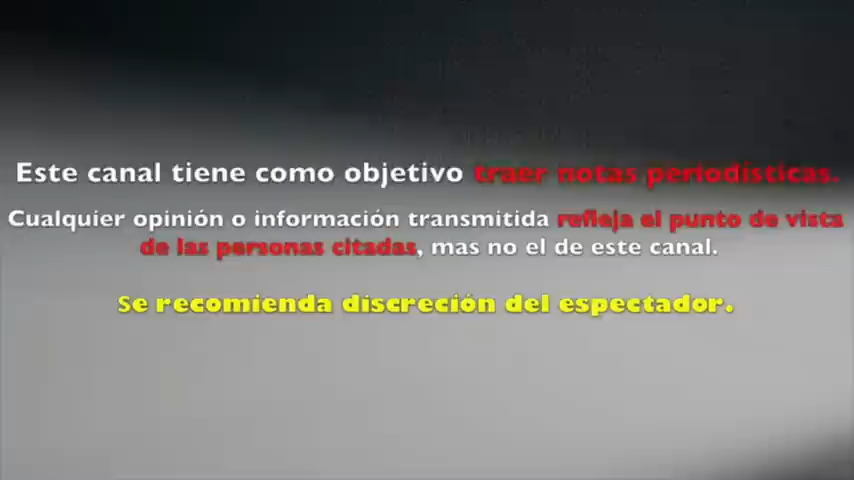 Este canal tiene como objetivo traer notas periodísticas.
Cualquier opinión o información transmitida refleja el punto de vista
de las personas citadas, mas no el de este canal.
Se recomienda discreción del espectador.